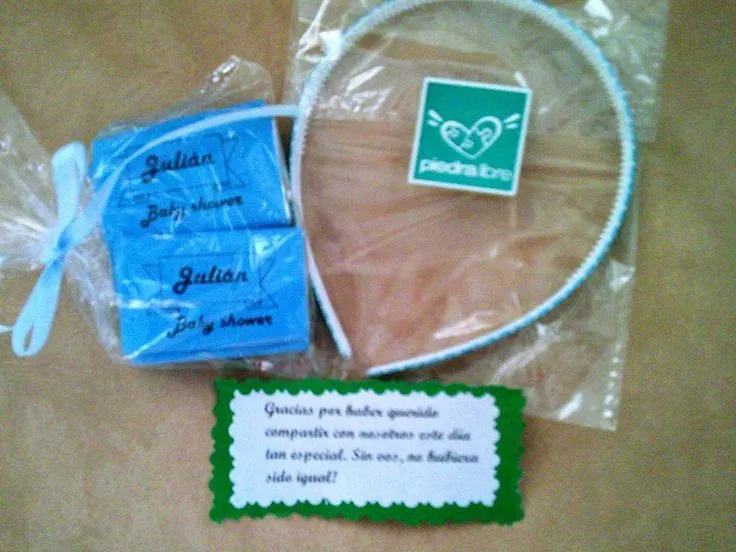 Julián
Baby shower
Julián
Baby shower
piedra libre
Gracias por haber querido
compartir con nosotros este día
tan especial. Sin vos, no hubiera
sido igual!